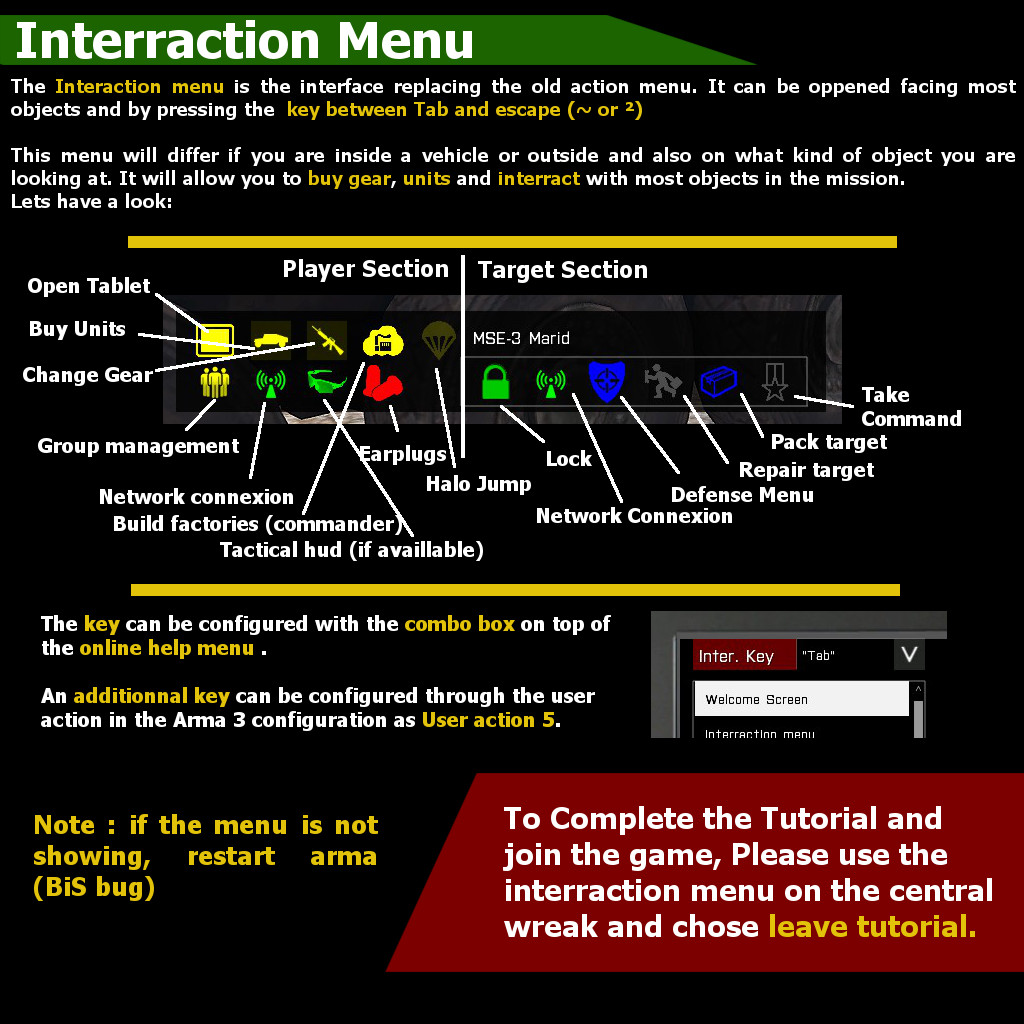 Interraction Menu
The Interaction menu is the interface replacing the old action menu. It can be oppened facing most
objects and by pressing the key between Tab and escape (~ or ²)
This menu will differ if you are inside a vehicle or outside and also on what kind of object you are
looking at. It will allow you to buy gear, units and interract with most objects in the mission.
Lets have a look:
Player Section
Target Section
Open Tablet
Buy Units
Change Gear
MSE-3 Marid
Take
Command
Group management
Earplugs
Lock
Pack target
Halo Jump
Repair target
Network connexion
Defense Menu
Build factories (commander)
Network Connexion
Tactical hud (if availlable)
The key can be configured with the combo box on top of
the online help menu .
An additionnal key can be configured through the user
action in the Arma 3 configuration as User action 5.
Inter. Key "Tab" V
Welcome Screen
Interraction menu
Note : if the menu is not
showing, restart arma
(BiS bug)
To Complete the Tutorial and
join the game, Please use the
interraction menu on the central
wreak and chose leave tutorial.